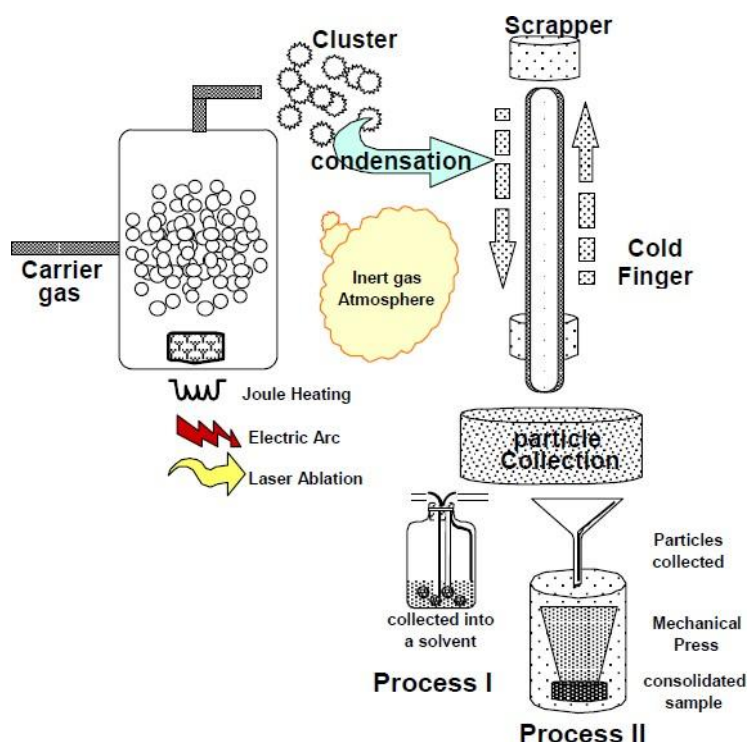 Cluster
Scrapper
condensation
Carrier
gas
Inert gas
Atmosphere
Cold
Finger
Joule Heating
Electric Arc
Laser Ablation
particle
Collection
Particles
collected
collected into
a solvent
Mechanical
Press
Process I
consolidated
sample
Process II